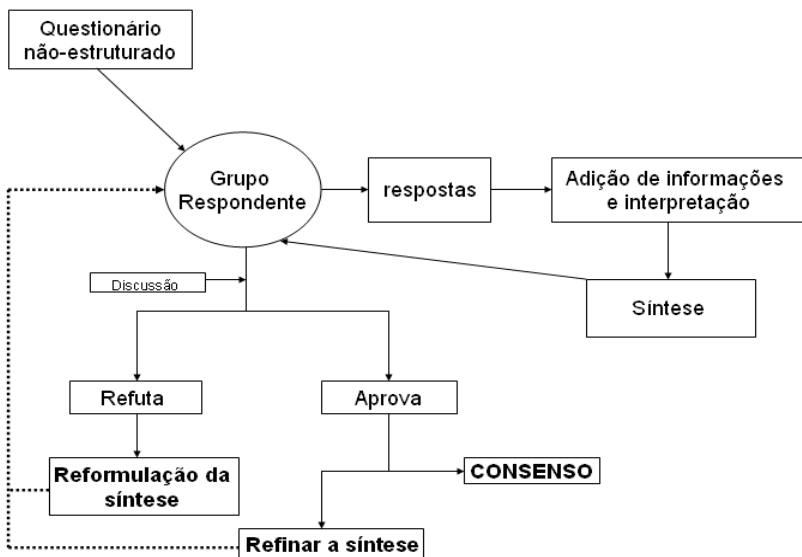 Questionário
não-estruturado
Grupo
Respondente
respostas
Adição de informações
e interpretação
Síntese
Discussão
Refuta
Aprova
Reformulação da
síntese
CONSENSO
Refinar a síntese